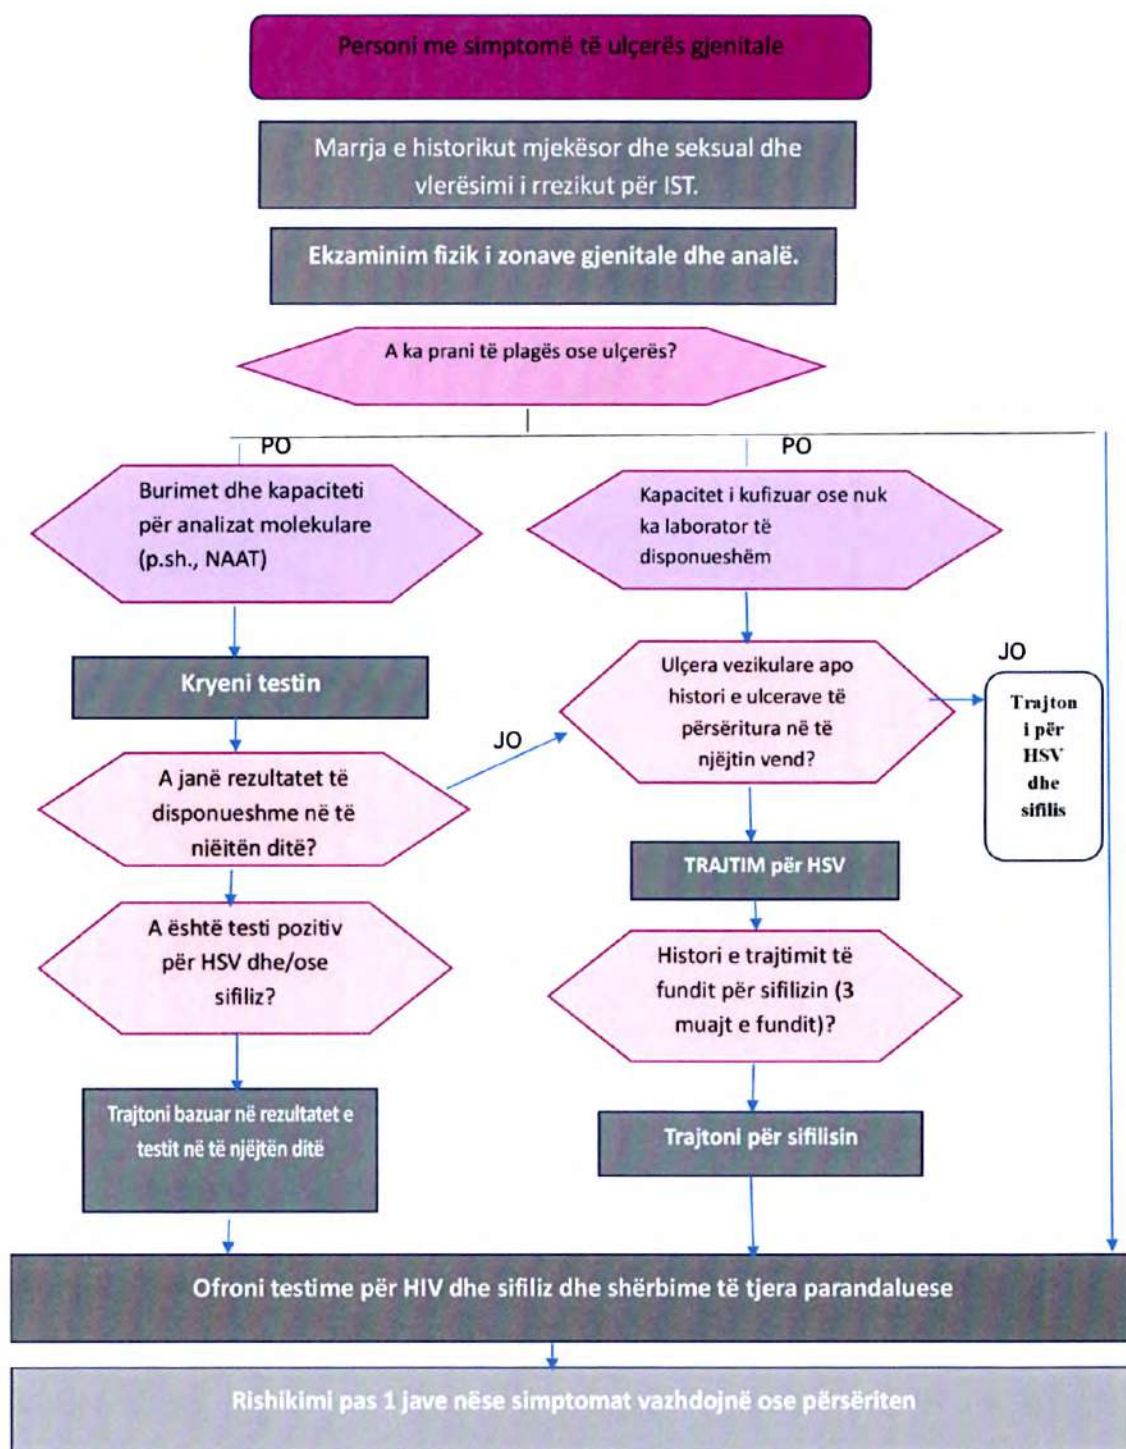 Personi me simptomë të ulçerës gjenitale
Marrja e historikut mjekësor dhe seksual dhe
vlerësimi i rrezikut për IST.
Ekzaminim fizik i zonave gjenitale dhe analë.
A ka prani të plagës ose ulçerës?
PO
PO
Burimet dhe kapaciteti
për analizat molekulare
(p.sh., NAAT)
Kapacitet i kufizuar ose nuk
ka laborator të
disponueshëm
Kryeni testin
Ulçera vezikulare apo
histori e ulcerave të
përsëritura në të
njëjtin vend?
JO
Trajton
i për
HSV
dhe
sifilis
JO
A janë rezultatet të
disponueshme në të
njëjtën ditë?
TRAJTIM për HSV
A është testi pozitiv
për HSV dhe/ose
sifiliz?
Histori e trajtimit të
fundit për sifilizin (3
muajt e fundit)?
Trajtoni bazuar në rezultatet e
testit në të njëjtën ditë
Trajtoni për sifilisin
Ofroni testime për HIV dhe sifiliz dhe shërbime të tjera parandaluese
Rishikimi pas 1 jave nëse simptomat vazhdojnë ose përsëriten